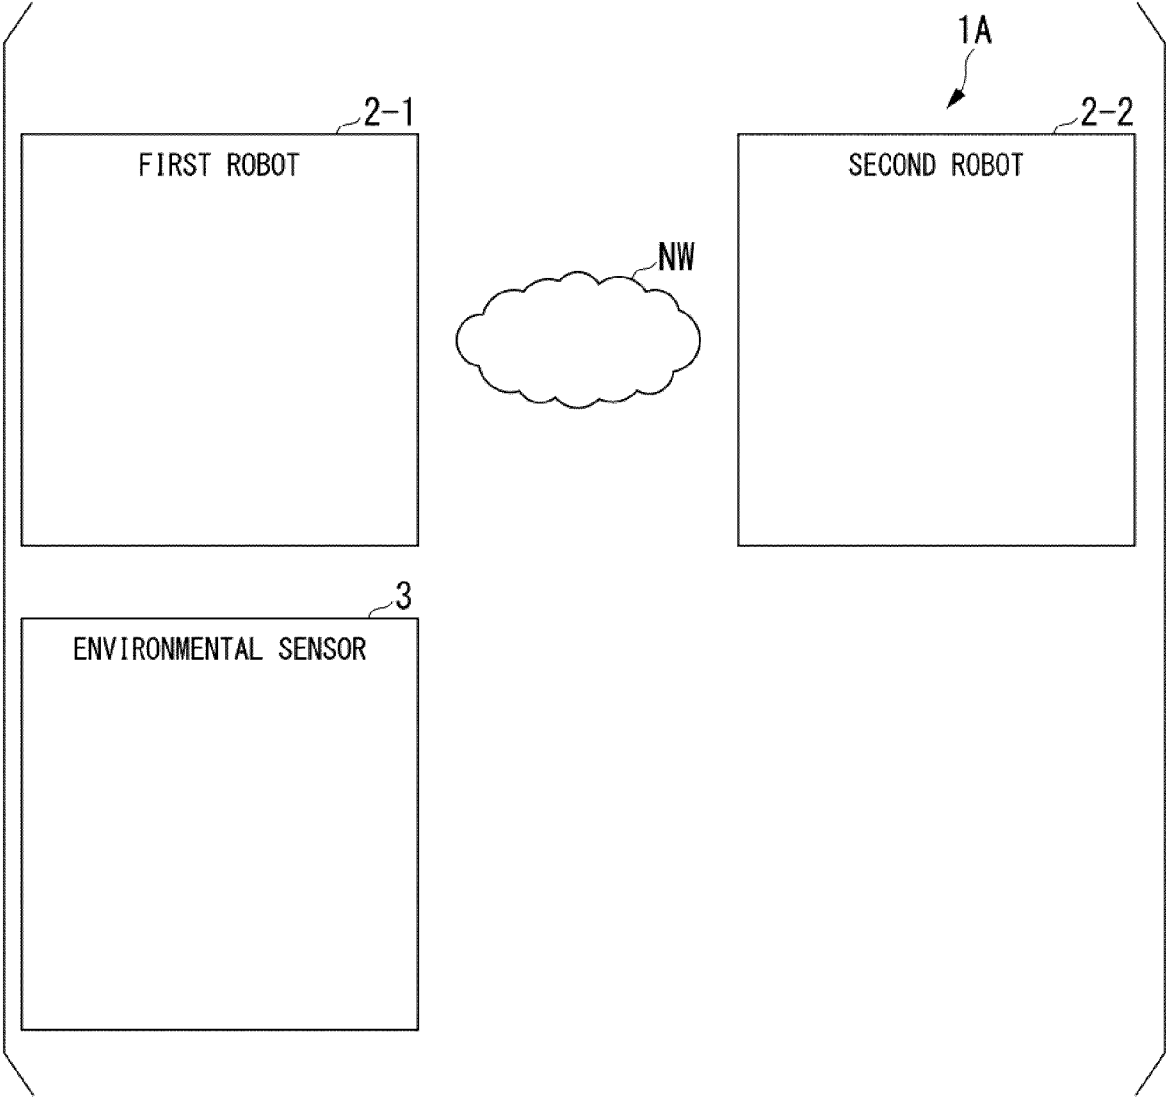 1A
2-1
2-2
FIRST ROBOT
SECOND ROBOT
NW
3
ENVIRONMENTAL SENSOR